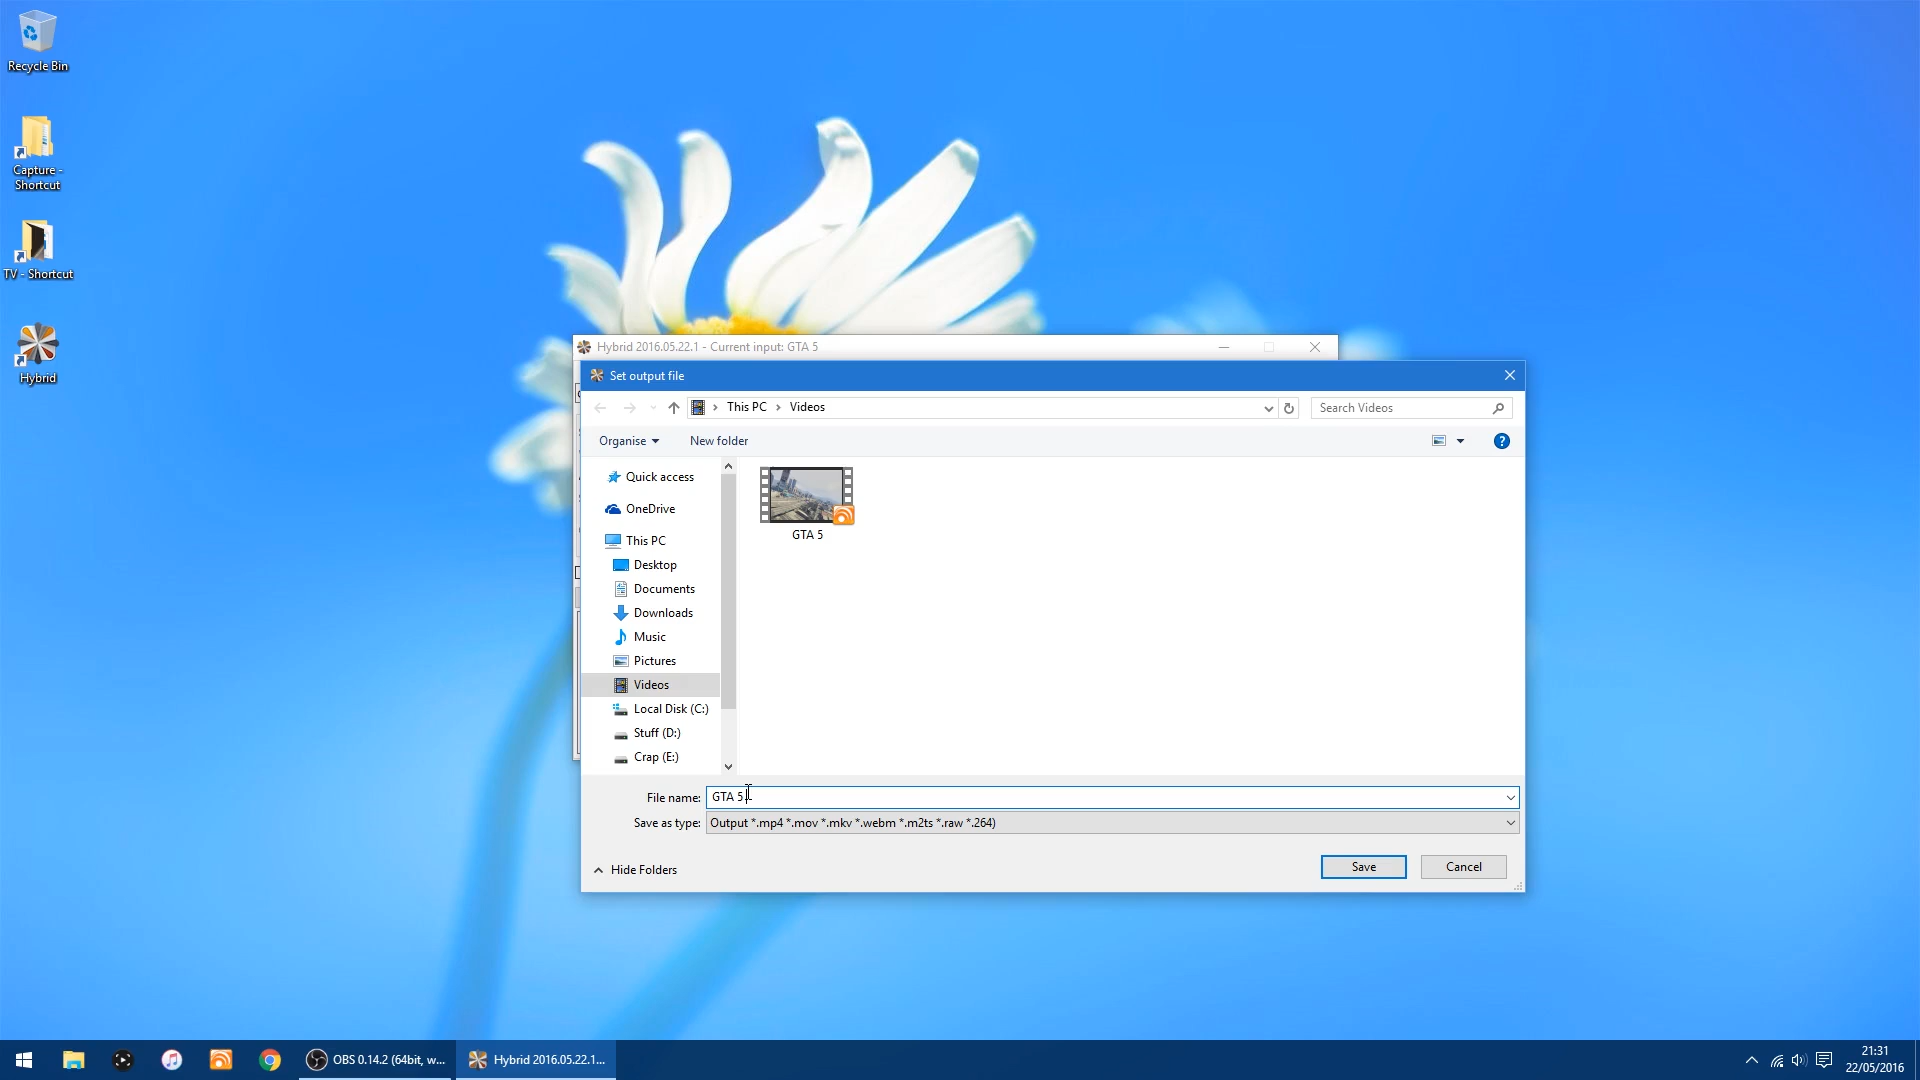 Recycle Bin
Capture -
Shortcut
TV - Shortcut
Hybrid
Hybrid 2016.05.22.1 - Current input: GTA 5
Set output file
This PC
Videos
Search Videos
Organise
New folder
Quick access
OneDrive
This PC
Desktop
Documents
Downloads
Music
Pictures
Videos
Local Disk (C:)
Stuff (D:)
Crap (E:)
GTA 5
File name:
GTA 5
Save as type:
Output *.mp4 *.mov *.mkv *.webm *.m2ts *.raw *.264)
Hide Folders
Save
Cancel
OBS 0.14.2 (64bit, w...
Hybrid 2016.05.22.1...
21:31
22/05/2016